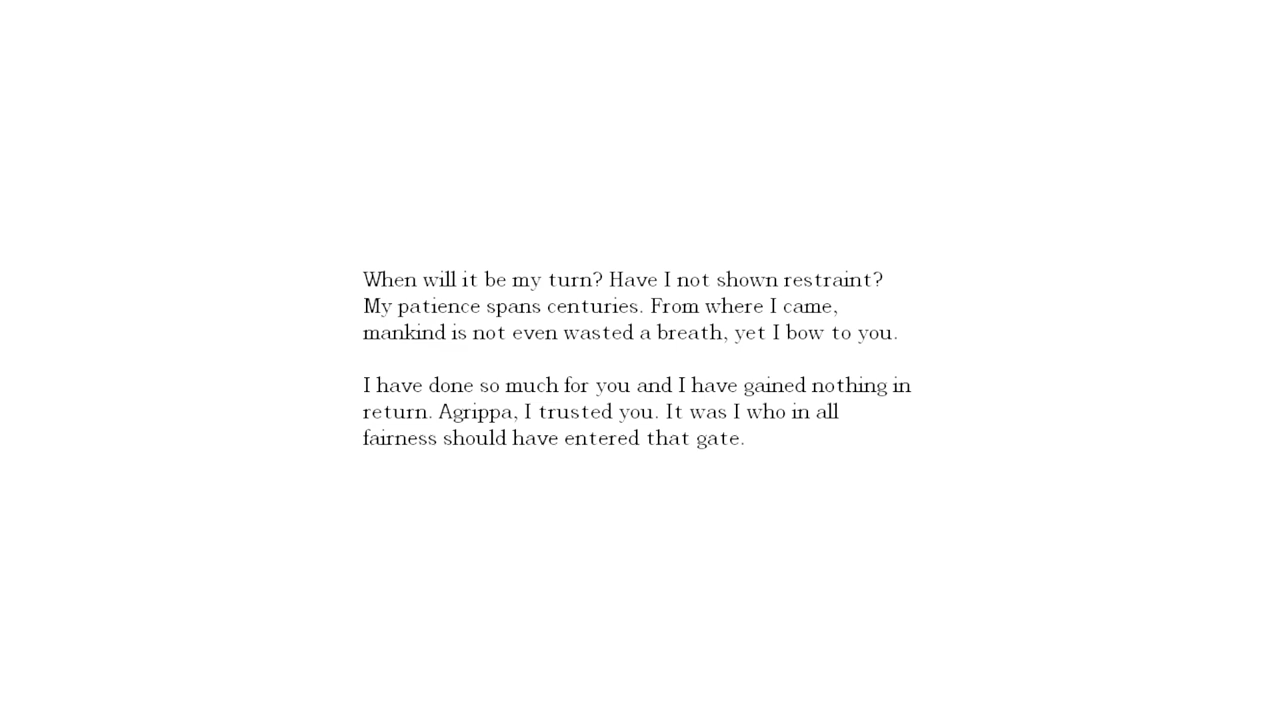 When will it be my turn? Have I not shown restraint?
My patience spans centuries. From where I came,
mankind is not even wasted a breath, yet I bow to you.
I have done so much for you and I have gained nothing in
return. Agrippa, I trusted you. It was I who in all
fairness should have entered that gate.